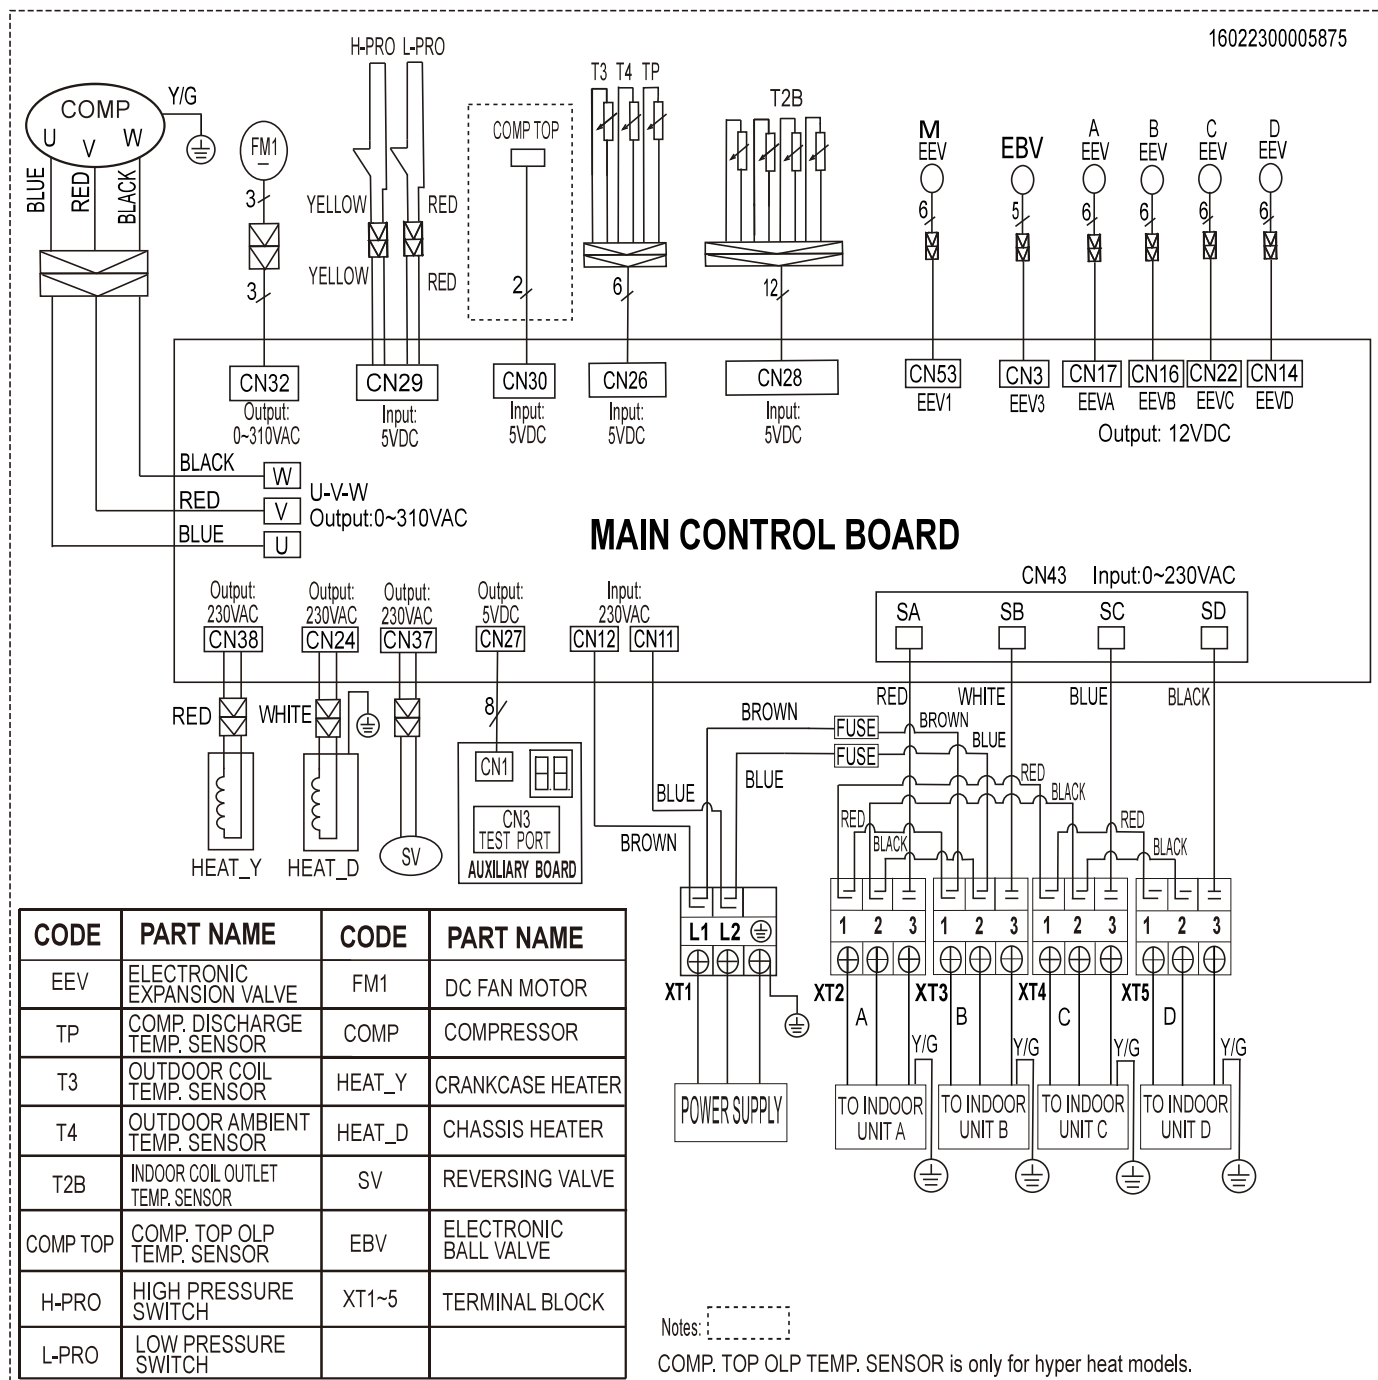 16022300005875
H-PRO L-PRO
COMP
U V W
Y/G
BLUE
RED
BLACK
FM1
3
3
YELLOW
RED
YELLOW
RED
COMP TOP
2
T3 T4 TP
6
T2B
12
M
EEV
6
EBV
5
A
EEV
6
B
EEV
6
C
EEV
6
D
EEV
6
CN32
Output:
0~310VAC
CN29
Input:
5VDC
CN30
Input:
5VDC
CN26
Input:
5VDC
CN28
Input:
5VDC
CN53
EEV1
CN3
EEV3
CN17
EEVA
CN16
EEVB
CN22
EEVC
CN14
EEVD
Output: 12VDC
BLACK
W
RED
V
BLUE
U
U-V-W
Output:0~310VAC
MAIN CONTROL BOARD
Output:
230VAC
CN38
Output:
230VAC
CN24
Output:
230VAC
CN37
Output:
5VDC
CN27
Input:
230VAC
CN12 CN11
CN43 Input:0~230VAC
SA SB SC SD
RED
WHITE
BLUE
BLACK
RED
WHITE
8
CN1
CN3
TEST PORT
AUXILIARY BOARD
HEAT_Y
HEAT_D
SV
BROWN
FUSE
BROWN
FUSE
BLUE
BLUE
BLUE
BROWN
RED
BLACK
RED
BLACK
RED
BLACK
L1 L2
XT1
1 2 3
1 2 3
1 2 3
1 2 3
XT2
XT3
XT4
XT5
A
B
C
D
Y/G
Y/G
Y/G
Y/G
POWER SUPPLY
TO INDOOR
UNIT A
TO INDOOR
UNIT B
TO INDOOR
UNIT C
TO INDOOR
UNIT D
CODE PART NAME CODE PART NAME
EEV ELECTRONIC
EXPANSION VALVE
FM1 DC FAN MOTOR
TP COMP. DISCHARGE
TEMP. SENSOR
COMP COMPRESSOR
T3 OUTDOOR COIL
TEMP. SENSOR
HEAT_Y CRANKCASE HEATER
T4 OUTDOOR AMBIENT
TEMP. SENSOR
HEAT_D CHASSIS HEATER
T2B INDOOR COIL OUTLET
TEMP. SENSOR
SV REVERSING VALVE
COMP TOP COMP. TOP OLP
TEMP. SENSOR
EBV ELECTRONIC
BALL VALVE
H-PRO HIGH PRESSURE
SWITCH
XT1~5 TERMINAL BLOCK
L-PRO LOW PRESSURE
SWITCH
Notes:
COMP. TOP OLP TEMP. SENSOR is only for hyper heat models.